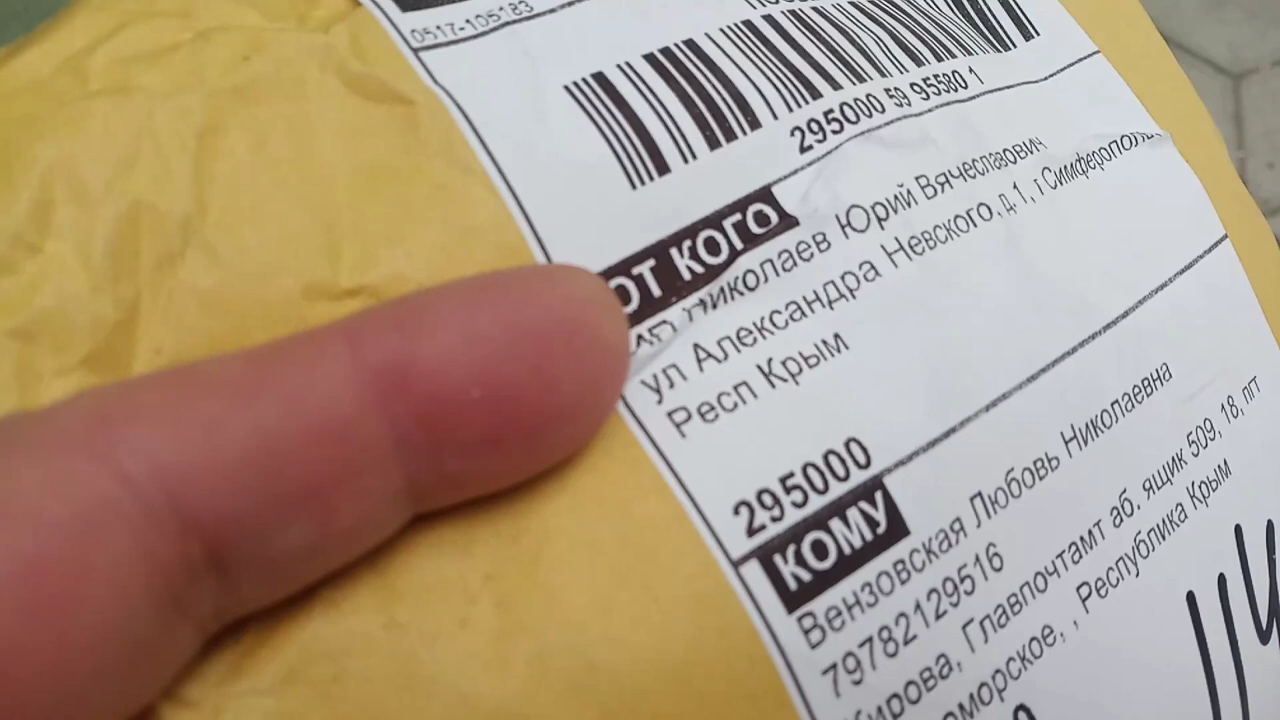 0517-105183
295000 59 95580 1
ОТ КОГО
ИП Николаев Юрий Вячеславович
ул Александра Невского, д.1, г Симферополь,
Респ Крым
295000
КОМУ
Вензовская Любовь Николаевна
79782129516
Кирова, Главпочтамт аб. ящик 509, 18, пгт
, , Республика Крым